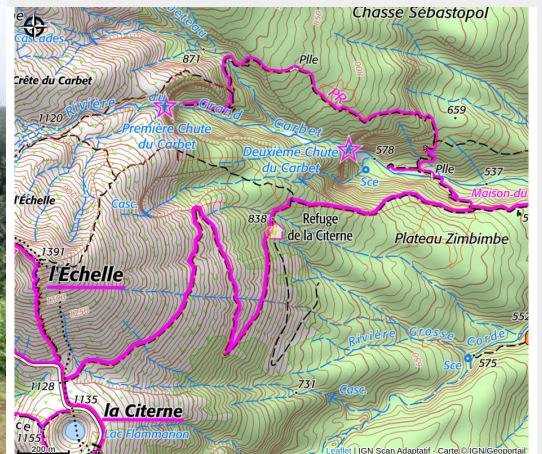 Chasse Sébastopol
Cascades
871
Plle
Crête du Carbet
Rivière du Grand Carbet
PR
659
1120
Première Chute
du Carbet
Deuxième Chute
du Carbet
578
Plle
537
Sce
Maison du
l'Echelle
Casc.
838
Refuge
de la Citerne
Plateau Zimbimbe
1391
l'Échelle
1300
1250
Rivière Grosse Corde
552
Sce
575
1128
1135
731
Casc.
la Citerne
Lac Flammarion
1155
200 m
Leaflet | IGN Scan Adaptatif - Carte © IGN/Geoportail